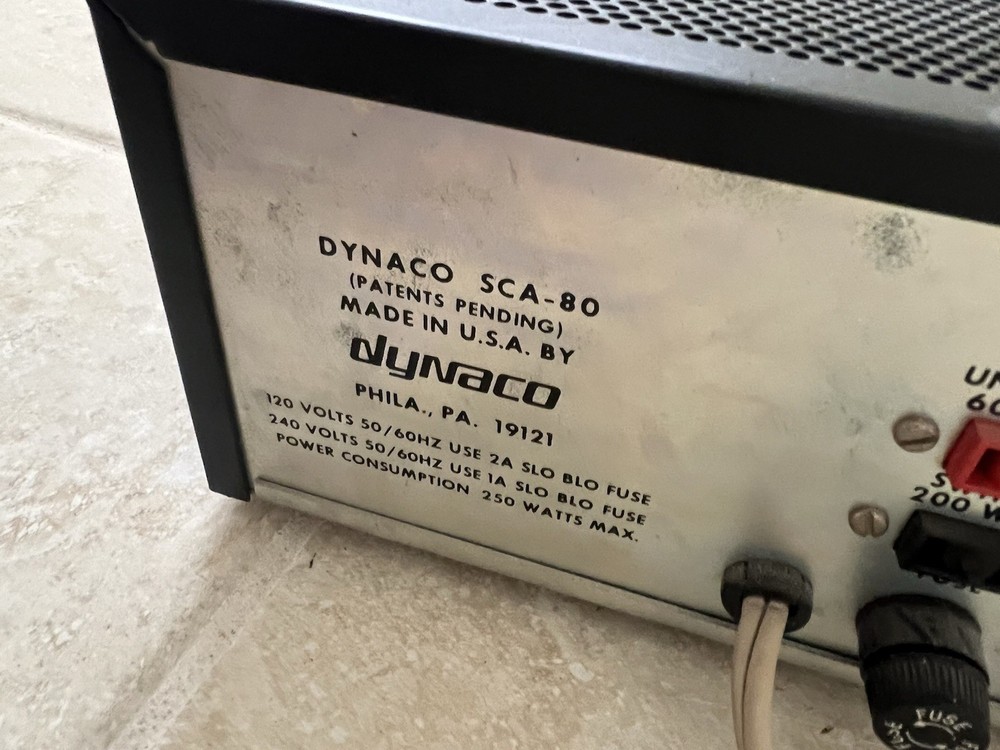 DYNACO SCA-80
(PATENTS PENDING)
MADE IN U.S.A. BY
dynaco
PHILA., PA. 19121
120 VOLTS 50/60HZ USE 2A SLO BLO FUSE
240 VOLTS 50/60HZ USE 1A SLO BLO FUSE
POWER CONSUMPTION 250 WATTS MAX.
200 W
FUSE